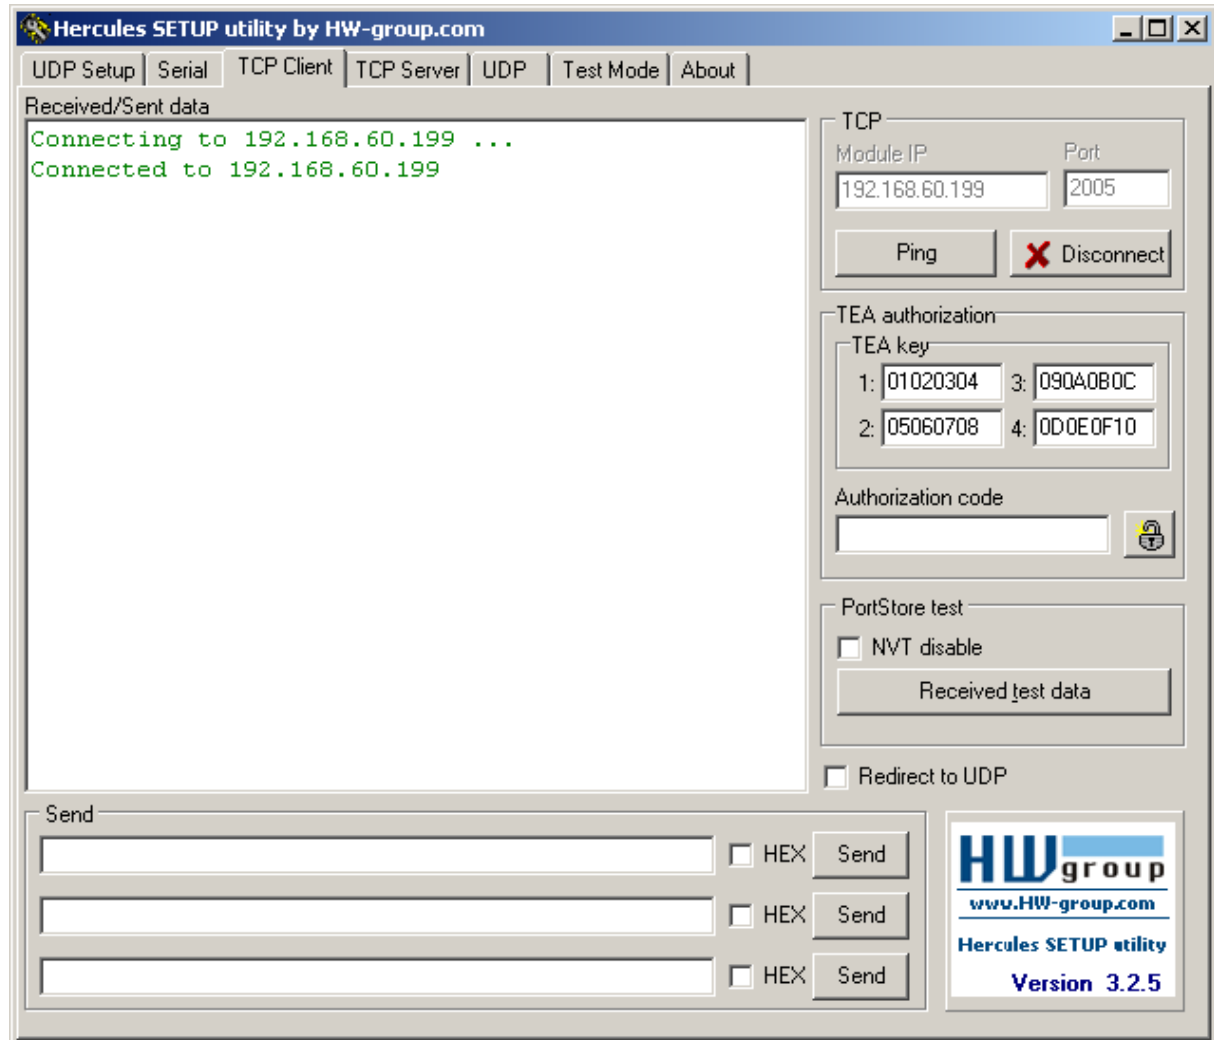 Hercules SETUP utility by HW-group.com
UDP Setup Serial TCP Client TCP Server UDP Test Mode About
Received/Sent data
Connecting to 192.168.60.199 ...
Connected to 192.168.60.199
TCP
Module IP Port
192.168.60.199 2005
Ping Disconnect
TEA authorization
TEA key
1: 01020304 3: 090A0B0C
2: 05060708 4: 0D0E0F10
Authorization code
PortStore test
NVT disable
Received test data
Redirect to UDP
Send
HEX Send
HEX Send
HEX Send
HW group
www.HW-group.com
Hercules SETUP utility
Version 3.2.5